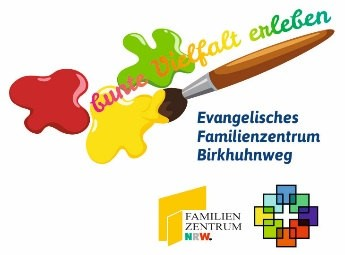 bunte Vielfalt erleben
Evangelisches
Familienzentrum
Birkhuhnweg
FAMILIEN
ZENTRUM
NRW.